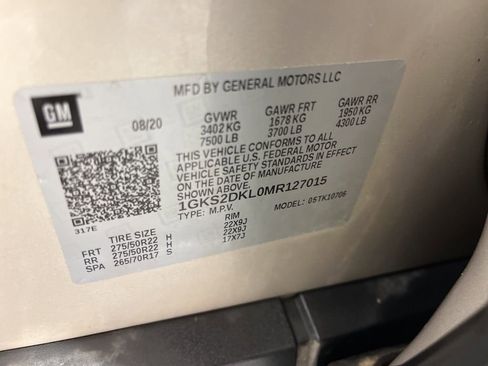 GM
MFD BY GENERAL MOTORS LLC
08/20 GVWR GAWR FRT GAWR RR
3402 KG 1678 KG 1950 KG
7500 LB 3700 LB 4300 LB
THIS VEHICLE CONFORMS TO ALL
APPLICABLE U.S. FEDERAL MOTOR
VEHICLE SAFETY STANDARDS IN EFFECT
ON THE DATE OF MANUFACTURE
SHOWN ABOVE.
1GKS2DKL0MR127015
TYPE: M.P.V. MODEL: 05TK10706
317E
TIRE SIZE RIM
FRT 275/50R22 H 22X9J
RR 275/50R22 H 22X9J
SPA 265/70R17 S 17X7J